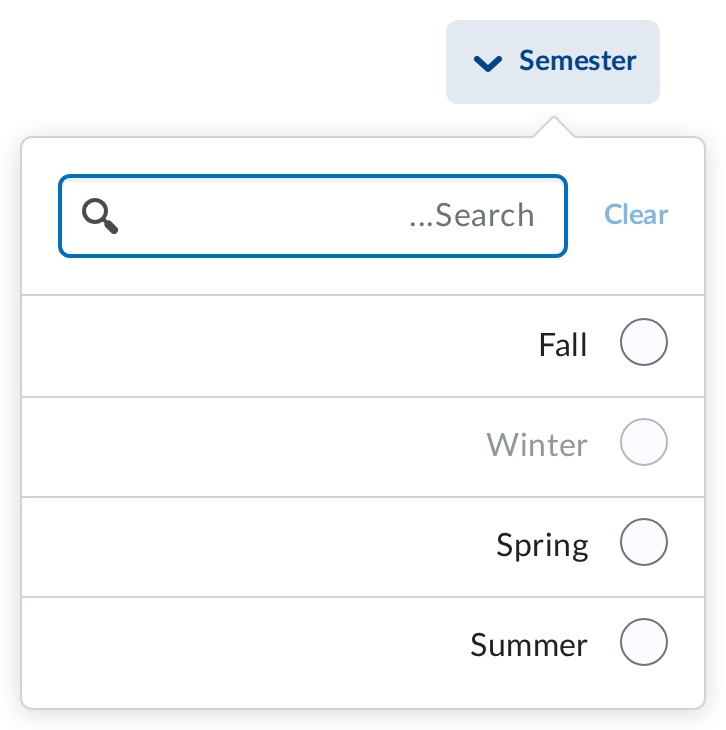 Semester
...Search
Clear
Fall
Winter
Spring
Summer